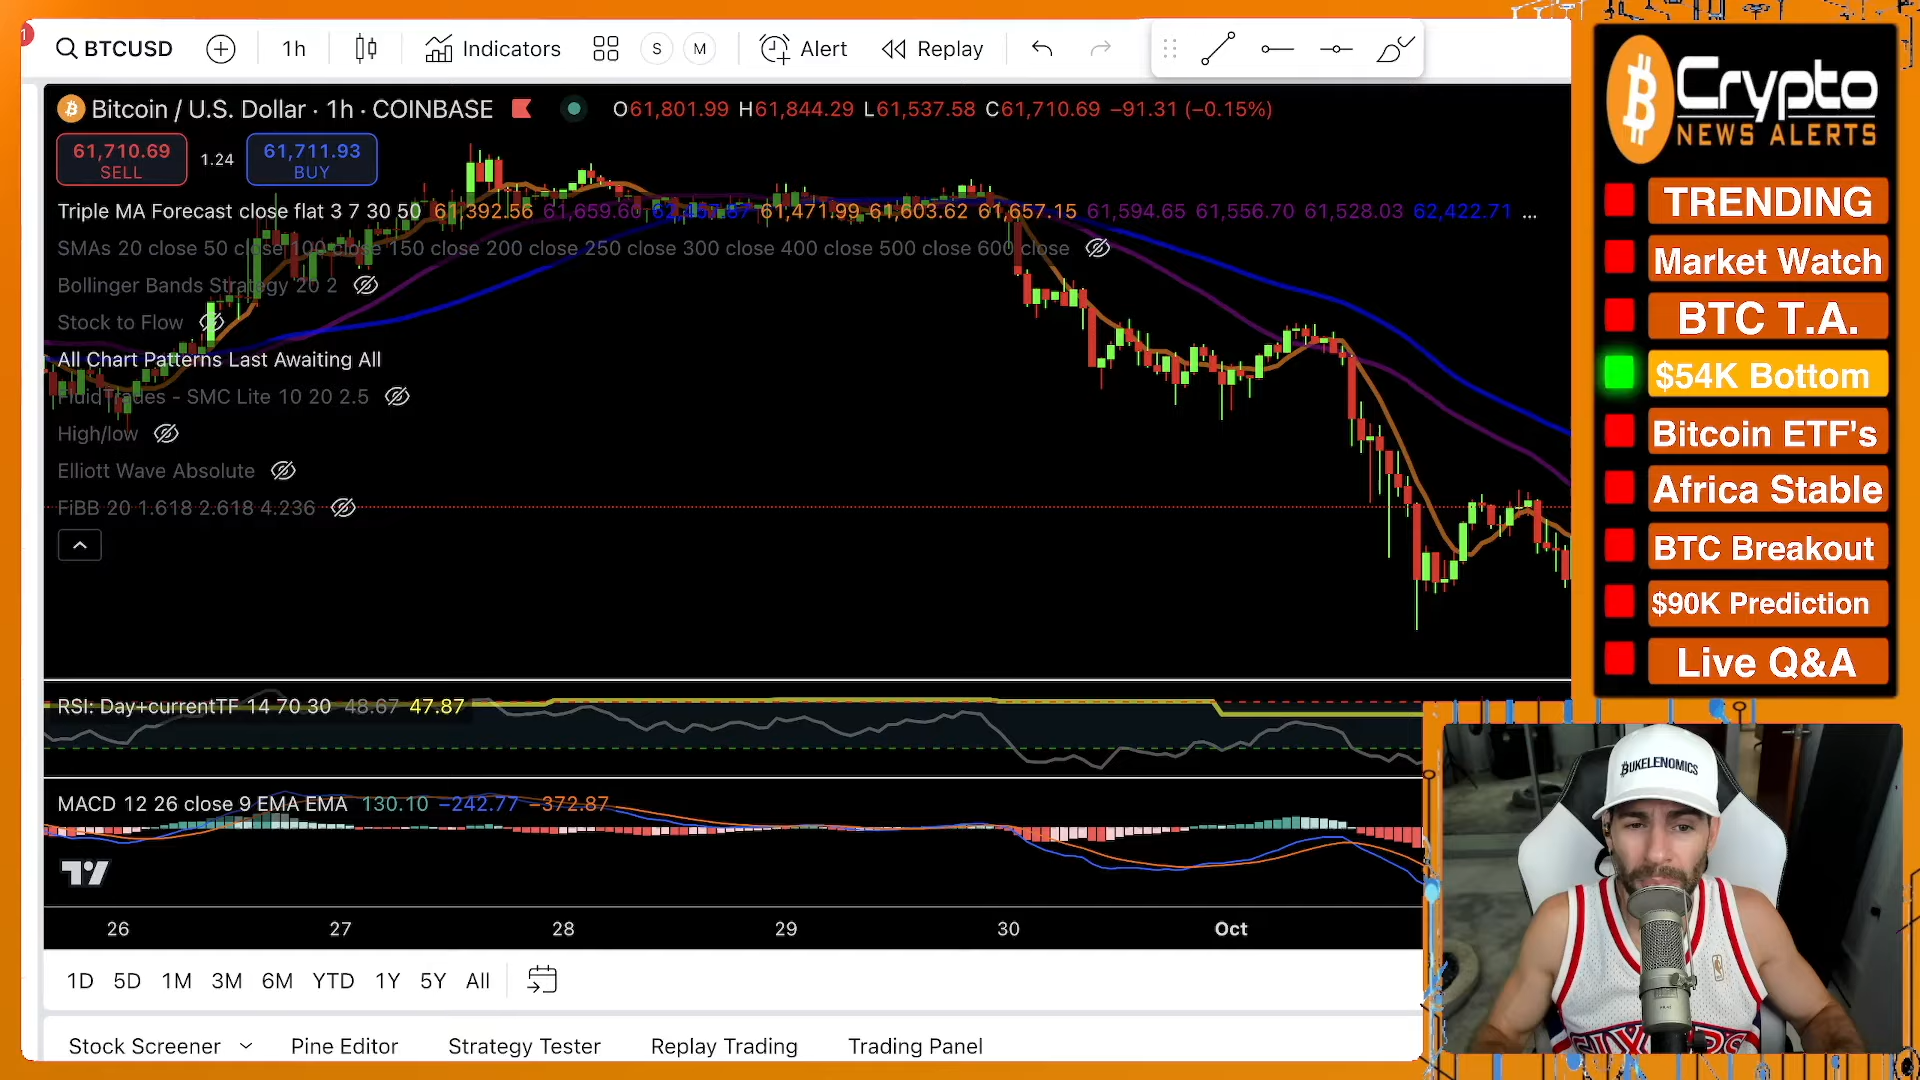 1
BTCUSD 1h Indicators S M Alert Replay
Bitcoin / U.S. Dollar · 1h · COINBASE O61,801.99 H61,844.29 L61,537.58 C61,710.69 −91.31 (−0.15%)
61,710.69 SELL 1.24 61,711.93 BUY
Triple MA Forecast close flat 3 7 30 50 61,392.56 61,471.99 61,603.62 61,657.15 61,594.65 61,556.70 61,528.03 62,422.71 ...
SMAs 20 close 50 close 100 close 150 close 200 close 250 close 300 close 400 close 500 close 600 close
Bollinger Bands Strategy 20 2
Stock to Flow
All Chart Patterns Last Awaiting All
FluidTrades - SMC Lite 10 20 2.5
High/low
Elliott Wave Absolute
FiBB 20 1.618 2.618 4.236
RSI: Day+currentTF 14 70 30 48.67 47.87
MACD 12 26 close 9 EMA EMA 130.10 −242.77 −372.87
26 27 28 29 30 Oct
1D 5D 1M 3M 6M YTD 1Y 5Y All
Stock Screener Pine Editor Strategy Tester Replay Trading Trading Panel
Crypto
NEWS ALERTS
TRENDING
Market Watch
BTC T.A.
$54K Bottom
Bitcoin ETF's
Africa Stable
BTC Breakout
$90K Prediction
Live Q&A
BUKELENOMICS